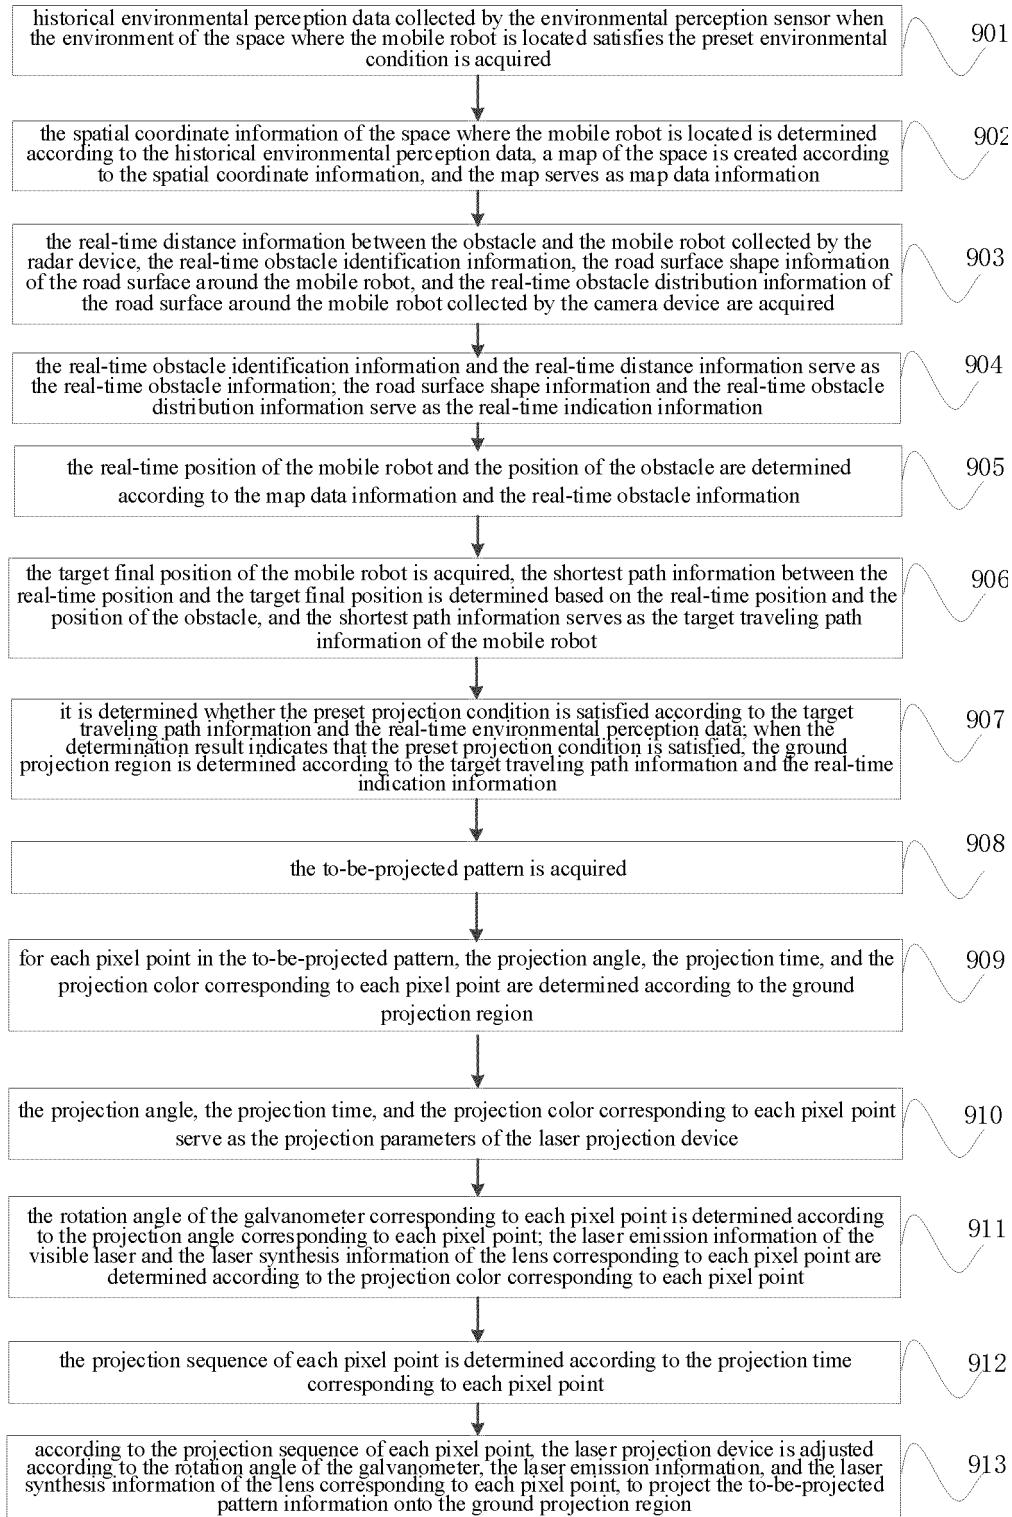 historical environmental perception data collected by the environmental perception sensor when
the environment of the space where the mobile robot is located satisfies the preset environmental
condition is acquired
901
the spatial coordinate information of the space where the mobile robot is located is determined
according to the historical environmental perception data, a map of the space is created according
to the spatial coordinate information, and the map serves as map data information
902
the real-time distance information between the obstacle and the mobile robot collected by the
radar device, the real-time obstacle identification information, the road surface shape information
of the road surface around the mobile robot, and the real-time obstacle distribution information of
the road surface around the mobile robot collected by the camera device are acquired
903
the real-time obstacle identification information and the real-time distance information serve as
the real-time obstacle information; the road surface shape information and the real-time obstacle
distribution information serve as the real-time indication information
904
the real-time position of the mobile robot and the position of the obstacle are determined
according to the map data information and the real-time obstacle information
905
the target final position of the mobile robot is acquired, the shortest path information between the
real-time position and the target final position is determined based on the real-time position and the
position of the obstacle, and the shortest path information serves as the target traveling path
information of the mobile robot
906
it is determined whether the preset projection condition is satisfied according to the target
traveling path information and the real-time environmental perception data; when the
determination result indicates that the preset projection condition is satisfied, the ground
projection region is determined according to the target traveling path information and the real-time
indication information
907
the to-be-projected pattern is acquired
908
for each pixel point in the to-be-projected pattern, the projection angle, the projection time, and the
projection color corresponding to each pixel point are determined according to the ground
projection region
909
the projection angle, the projection time, and the projection color corresponding to each pixel point
serve as the projection parameters of the laser projection device
910
the rotation angle of the galvanometer corresponding to each pixel point is determined according
to the projection angle corresponding to each pixel point; the laser emission information of the
visible laser and the laser synthesis information of the lens corresponding to each pixel point are
determined according to the projection color corresponding to each pixel point
911
the projection sequence of each pixel point is determined according to the projection time
corresponding to each pixel point
912
according to the projection sequence of each pixel point, the laser projection device is adjusted
according to the rotation angle of the galvanometer, the laser emission information, and the laser
synthesis information of the lens corresponding to each pixel point, to project the to-be-projected
pattern information onto the ground projection region
913